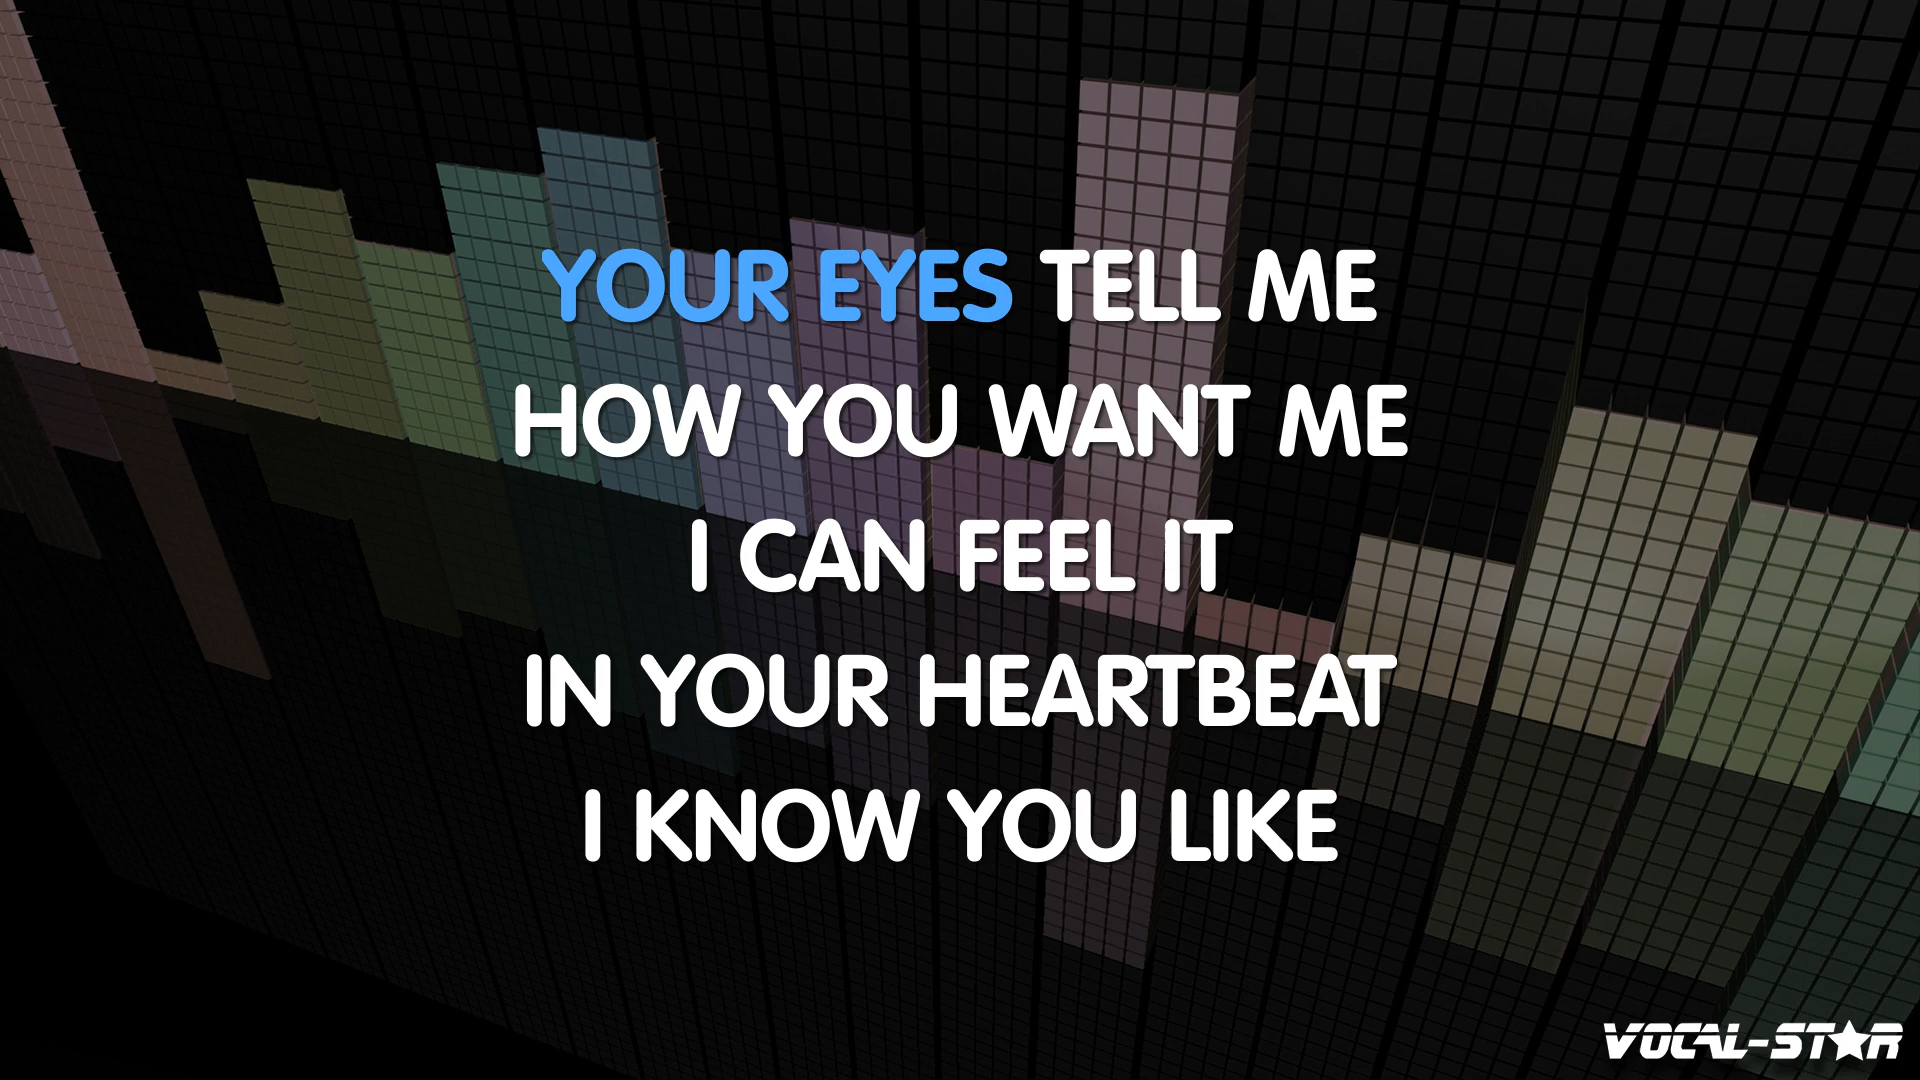 YOUR EYES TELL ME
HOW YOU WANT ME
I CAN FEEL IT
IN YOUR HEARTBEAT
I KNOW YOU LIKE
VOCAL-STAR